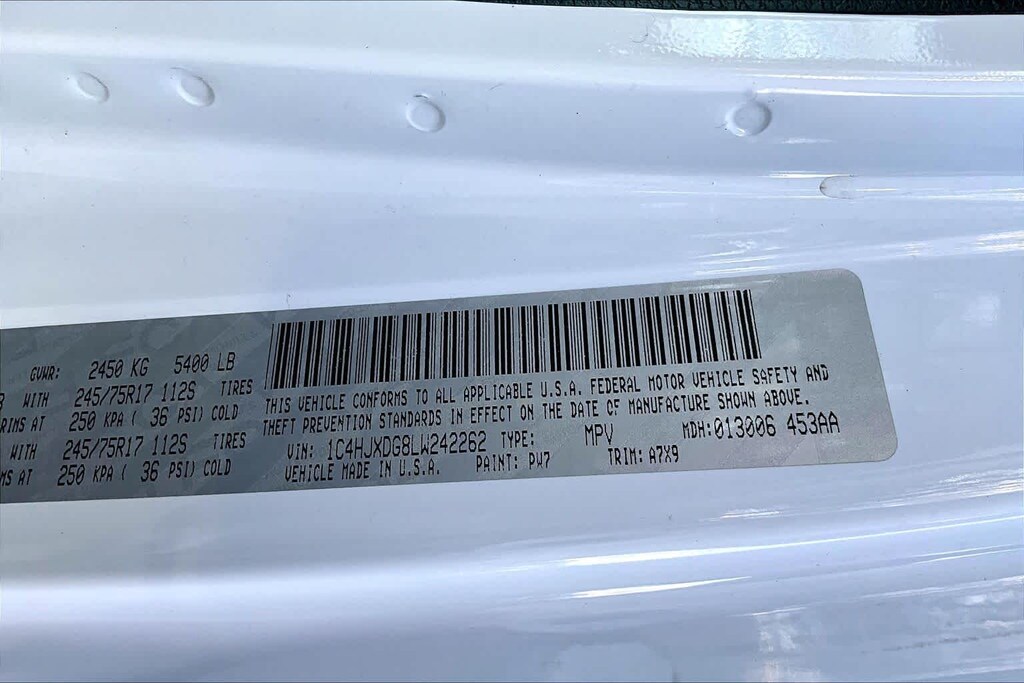 GVWR: 2450 KG 5400 LB
WITH 245/75R17 112S TIRES
RIMS AT 250 KPA ( 36 PSI) COLD
WITH 245/75R17 112S TIRES
MS AT 250 KPA ( 36 PSI) COLD
THIS VEHICLE CONFORMS TO ALL APPLICABLE U.S.A. FEDERAL MOTOR VEHICLE SAFETY AND
THEFT PREVENTION STANDARDS IN EFFECT ON THE DATE OF MANUFACTURE SHOWN ABOVE.
VIN: 1C4HJXDG8LW242262 TYPE: MPV MDH:013006 453AA
VEHICLE MADE IN U.S.A. PAINT: PW7 TRIM: A7X9